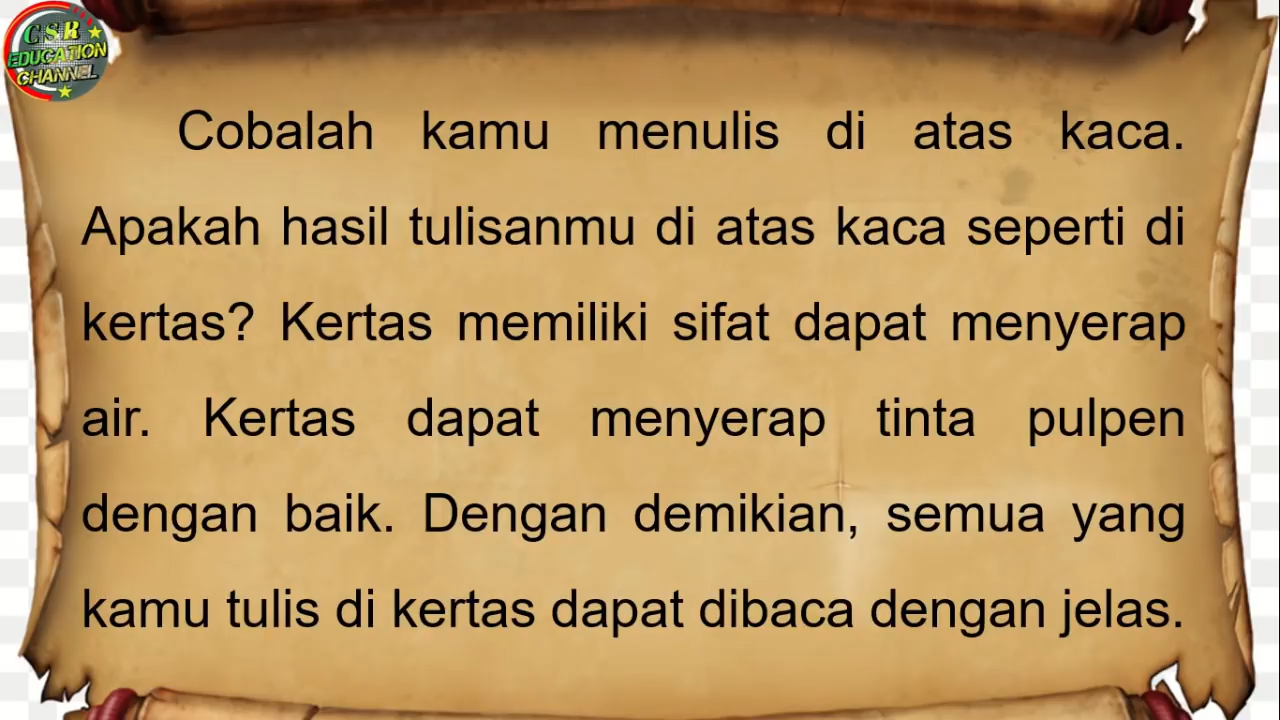 CSR
EDUCATION
CHANNEL
Cobalah kamu menulis di atas kaca.
Apakah hasil tulisanmu di atas kaca seperti di
kertas? Kertas memiliki sifat dapat menyerap
air. Kertas dapat menyerap tinta pulpen
dengan baik. Dengan demikian, semua yang
kamu tulis di kertas dapat dibaca dengan jelas.